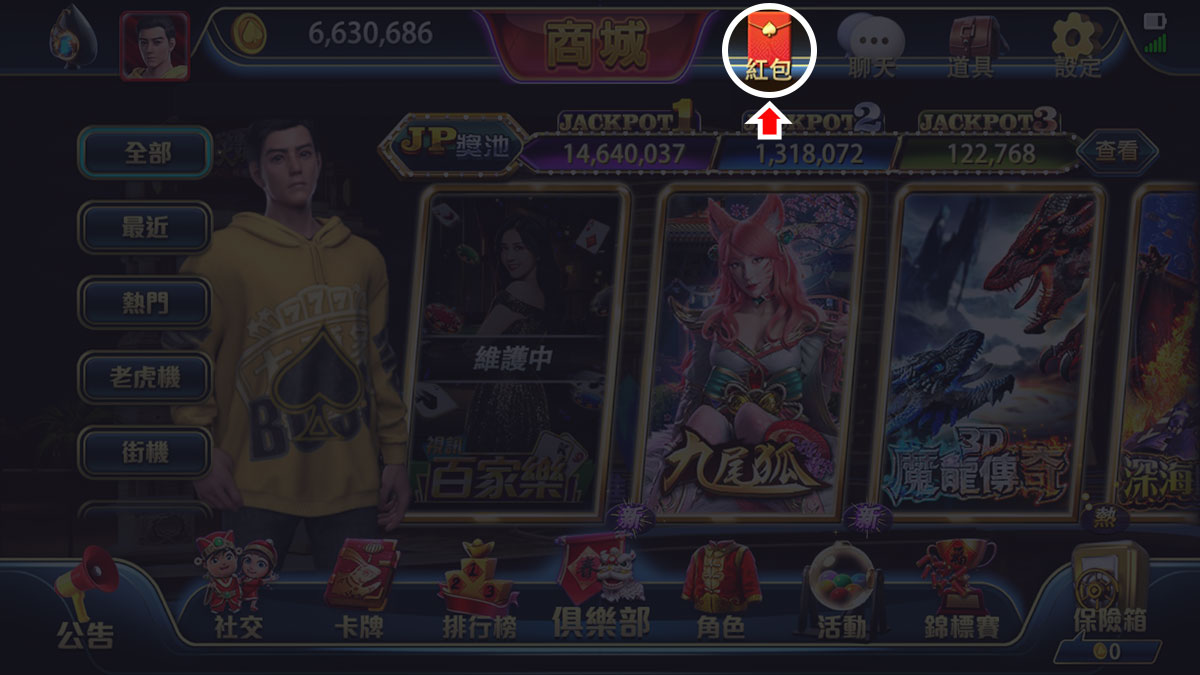 6,630,686
商城
紅包
聊天
道具
設定
JP獎池
JACKPOT1
14,640,037
JACKPOT2
1,318,072
JACKPOT3
122,768
查看
全部
最近
熱門
老虎機
街機
777
BLACK
維護中
視訊
百家樂
新
九尾狐
新
3D
魔龍傳奇
熱
深海
公告
社交
卡牌
排行榜
俱樂部
角色
活動
錦標賽
保險箱
0